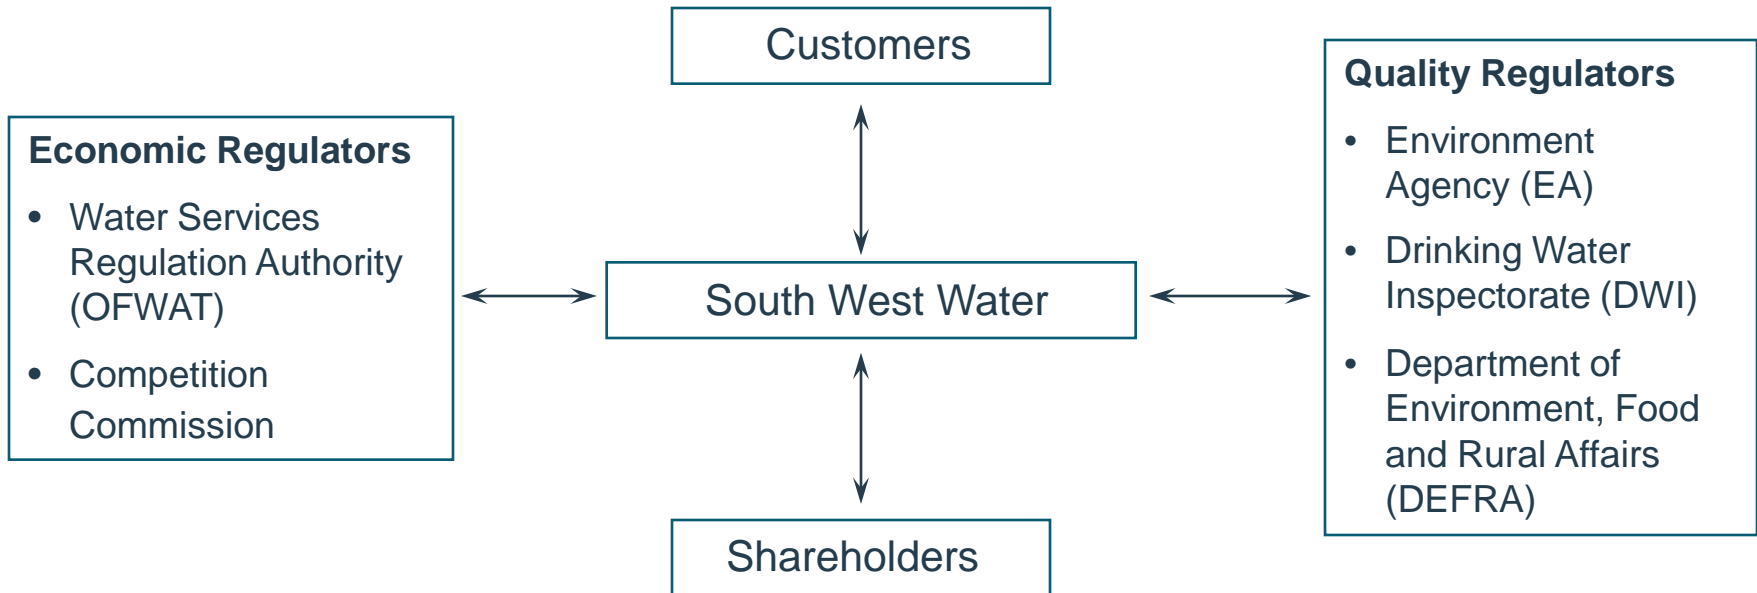 Customers
Economic Regulators
• Water Services
Regulation Authority
(OFWAT)
• Competition
Commission
South West Water
Quality Regulators
• Environment
Agency (EA)
• Drinking Water
Inspectorate (DWI)
• Department of
Environment, Food
and Rural Affairs
(DEFRA)
Shareholders